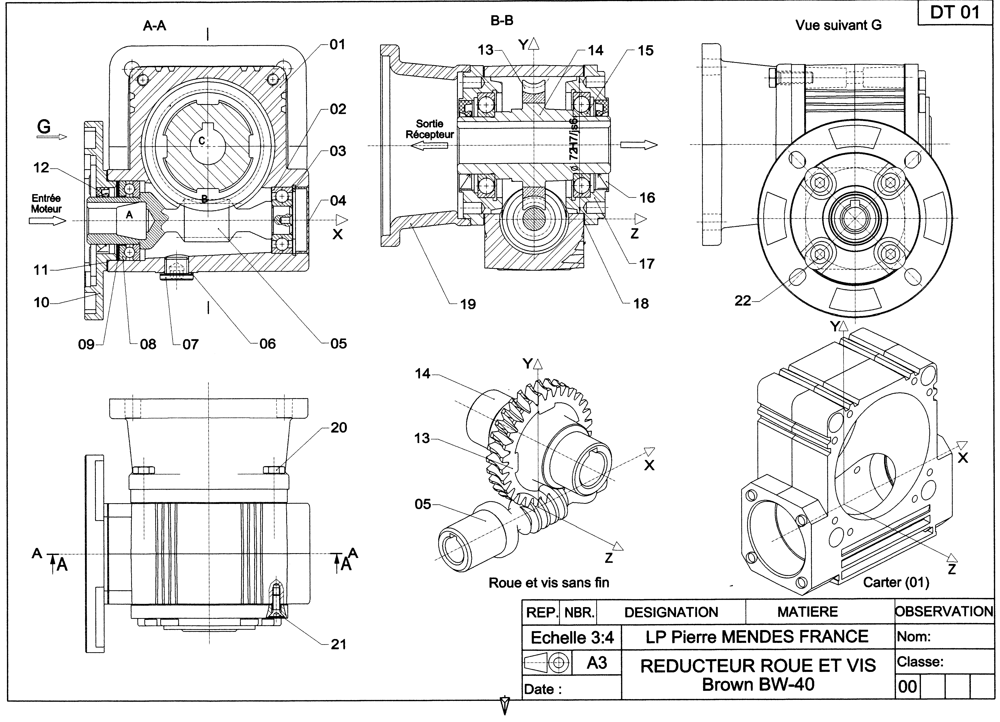 DT 01
A-A
B-B
Vue suivant G
01
02
03
04
05
06
07
08
09
10
11
12
G
Entrée
Moteur
A
B
C
X
13
Y
14
15
Sortie
Récepteur
Ø 72H7/js6
16
Z
17
18
19
22
20
21
A
A
A
A
14
13
05
Y
X
Z
Roue et vis sans fin
Y
X
Z
Carter (01)
REP. NBR. DESIGNATION MATIERE OBSERVATION
Echelle 3:4 LP Pierre MENDES FRANCE Nom:
A3 REDUCTEUR ROUE ET VIS Classe:
Date : Brown BW-40 00